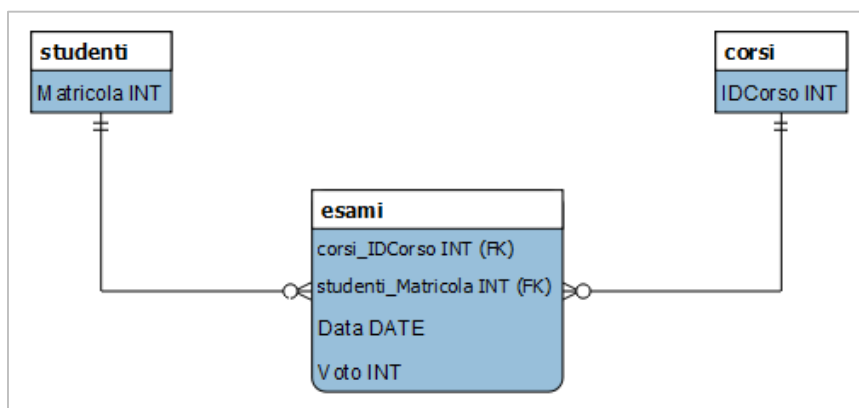 studenti
Matricola INT
corsi
IDCorso INT
esami
corsi_IDCorso INT (FK)
studenti_Matricola INT (FK)
Data DATE
Voto INT